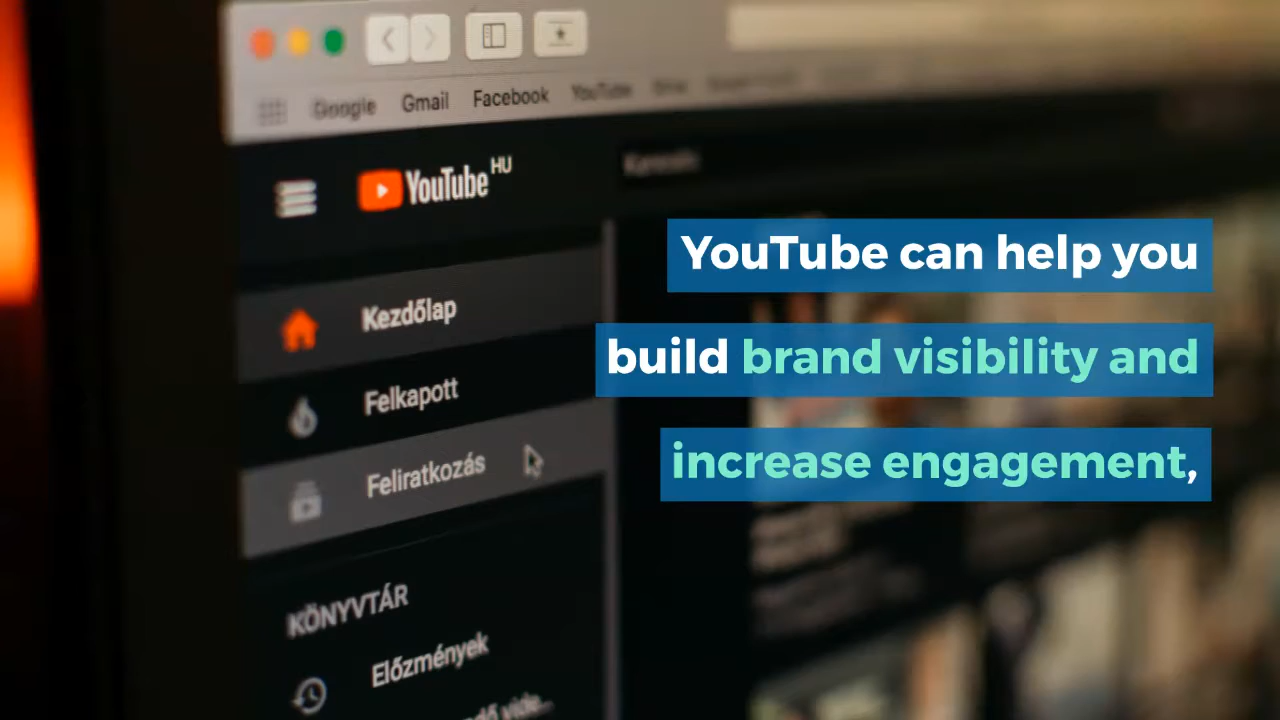 Google Gmail Facebook YouTube
YouTube HU
Kezdőlap
Felkapott
Feliratkozás
KÖNYVTÁR
Előzmények
YouTube can help you
build brand visibility and
increase engagement,